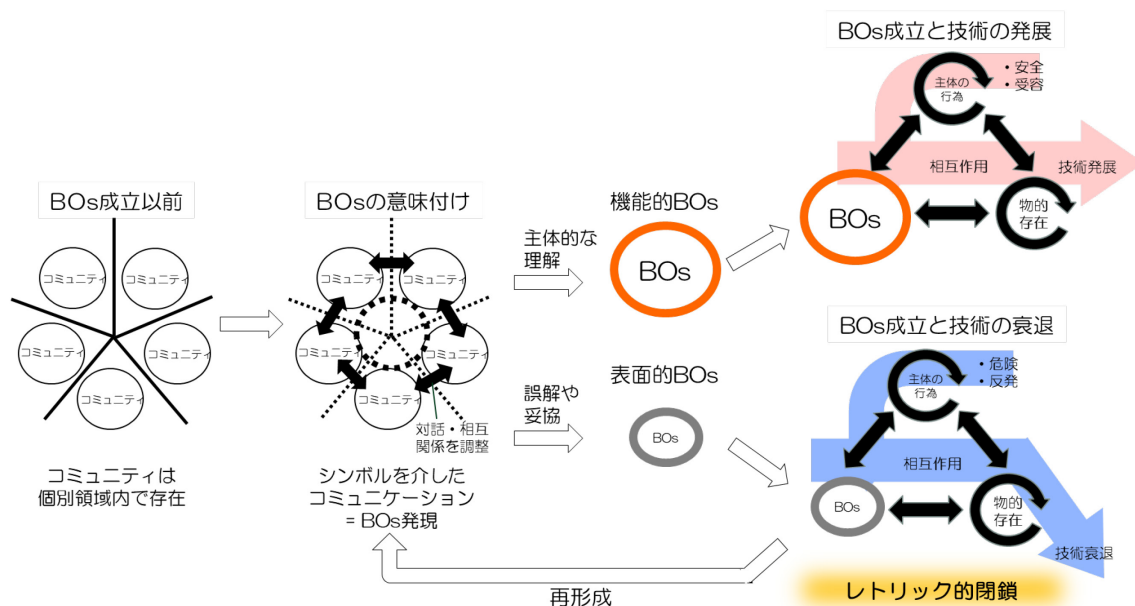 BOs成立以前
コミュニティ
コミュニティ
コミュニティ
コミュニティ
コミュニティ
コミュニティは
個別領域内で存在
BOsの意味付け
コミュニティ
コミュニティ
コミュニティ
コミュニティ
コミュニティ
対話・相互
関係を調整
シンボルを介した
コミュニケーション
= BOs発現
主体的な
理解
誤解や
妥協
機能的BOs
BOs
表面的BOs
BOs
BOs成立と技術の発展
主体の
行為
・安全
・受容
相互作用
技術発展
BOs
物的
存在
BOs成立と技術の衰退
主体の
行為
・危険
・反発
相互作用
BOs
物的
存在
技術衰退
レトリック的閉鎖
再形成